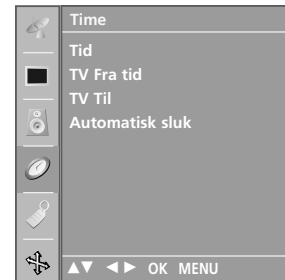 Time
Tid
TV Fra tid
TV Til
Automatisk sluk
▲▼ ◄► OK MENU